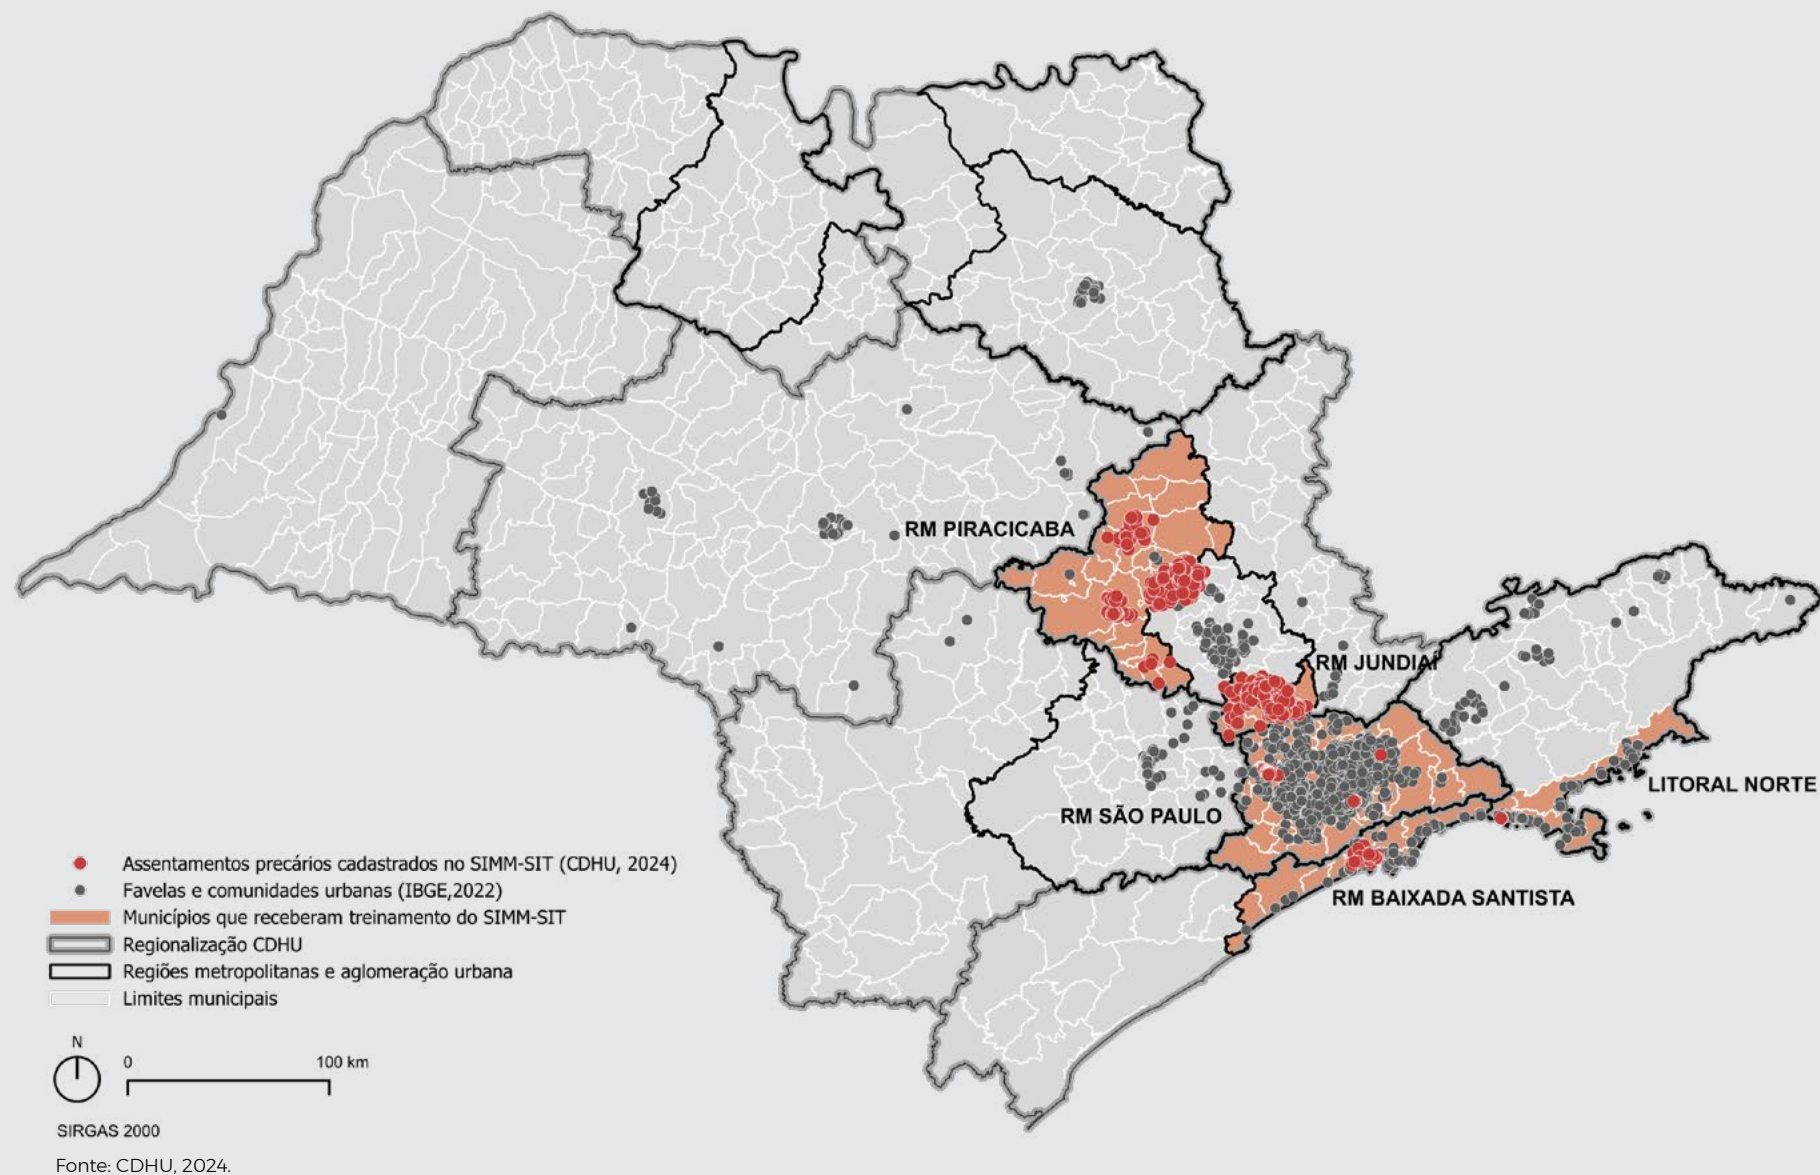 RM PIRACICABA
RM JUNDIAÍ
LITORAL NORTE
RM SÃO PAULO
RM BAIXADA SANTISTA
Assentamentos precários cadastrados no SIMM-SIT (CDHU, 2024)
Favelas e comunidades urbanas (IBGE,2022)
Municípios que receberam treinamento do SIMM-SIT
Regionalização CDHU
Regiões metropolitanas e aglomeração urbana
Limites municipais
N
0 100 km
SIRGAS 2000
Fonte: CDHU, 2024.